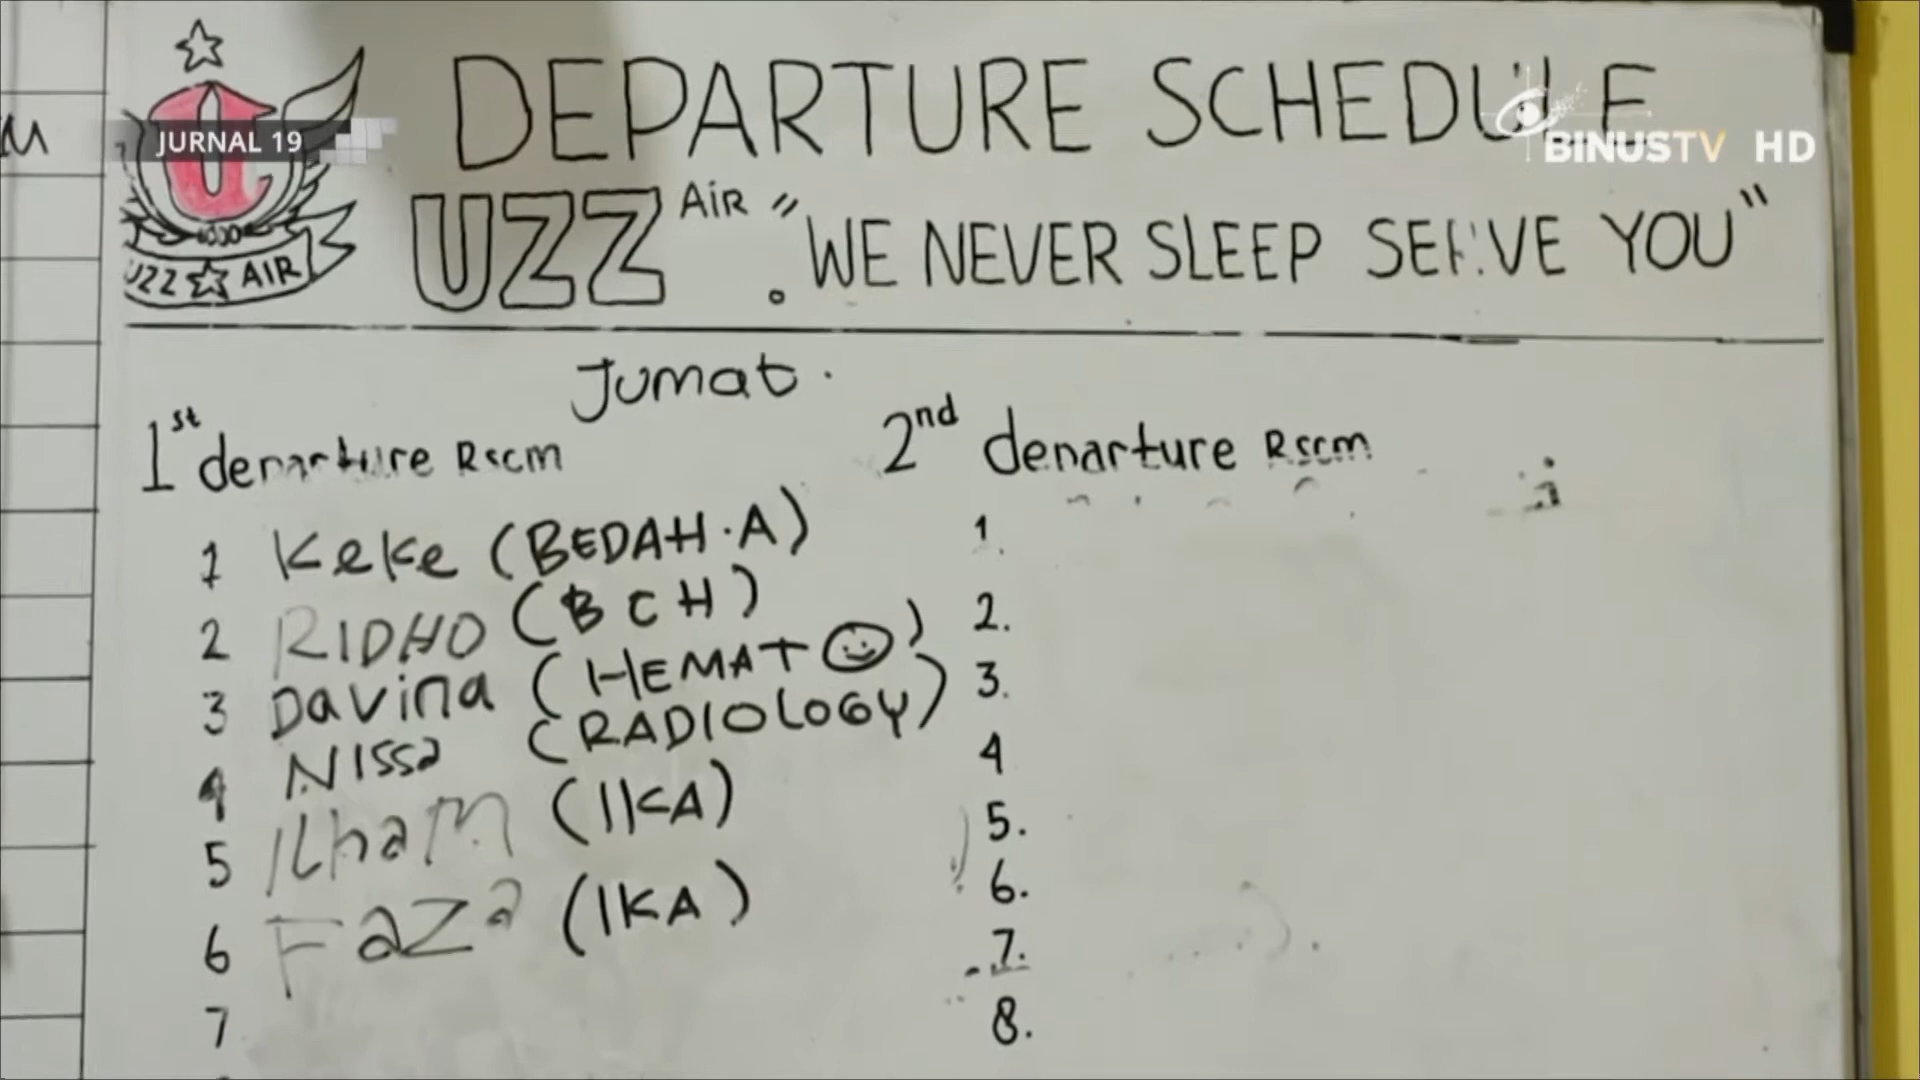 DEPARTURE SCHEDULE
JURNAL 19
BINUSTV HD
UZZ AIR "WE NEVER SLEEP SERVE YOU"
UZZ AIR
Jumat
1st departure Rscm
1 Keke (BEDAH.A)
2 RIDHO (BCH)
3 Davina (HEMATO)
4 Nissa (RADIOLOGY)
5 Ilham (IKA)
6 Faza (IKA)
7
2nd departure Rscm
1.
2.
3.
4
5.
6.
7.
8.